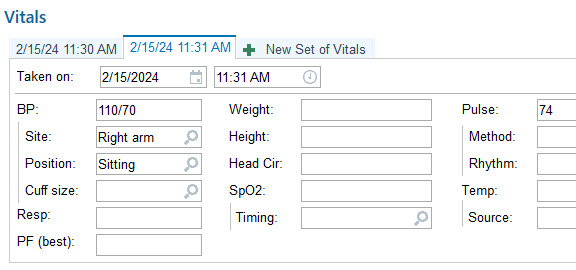 Vitals
2/15/24 11:30 AM 2/15/24 11:31 AM New Set of Vitals
Taken on: 2/15/2024 11:31 AM
BP: 110/70 Weight: Pulse: 74
Site: Right arm Height: Method:
Position: Sitting Head Cir: Rhythm:
Cuff size: SpO2: Temp:
Resp: Timing: Source:
PF (best):